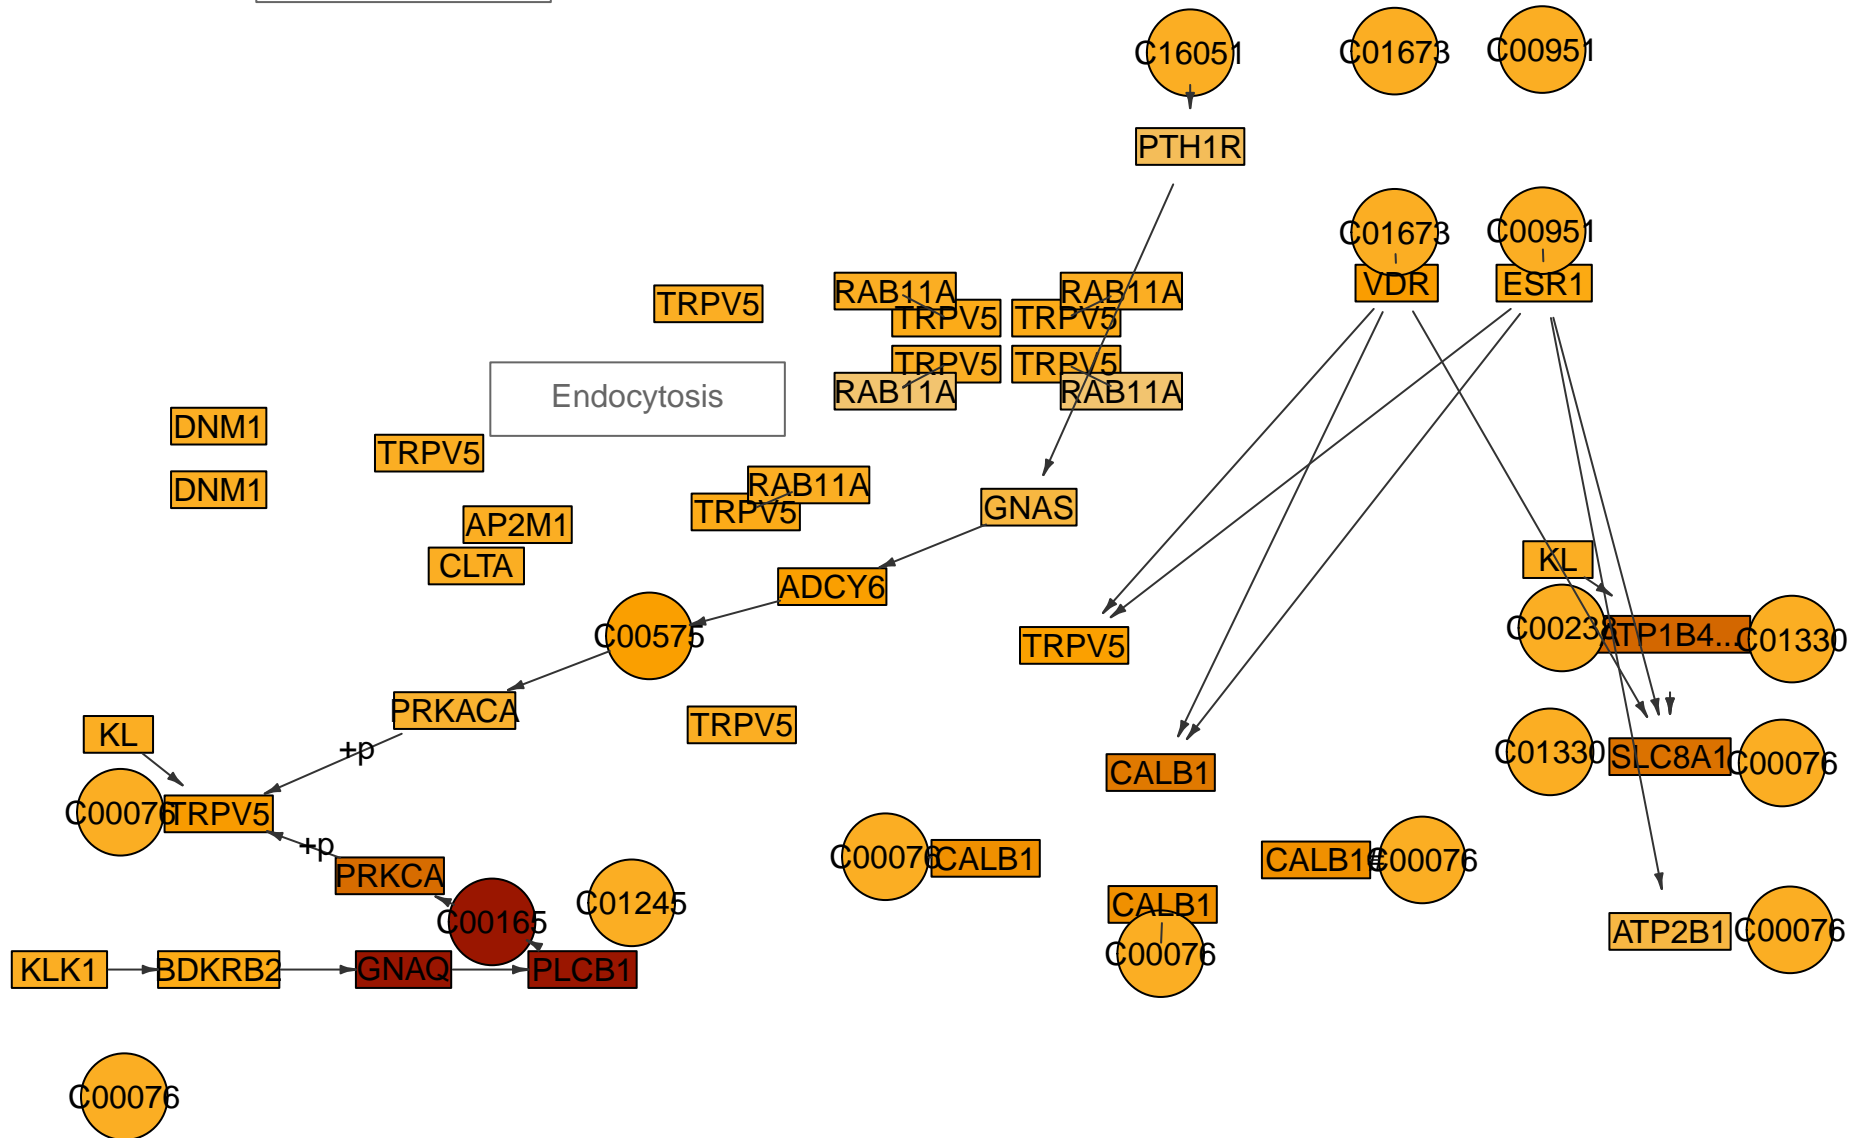 C16051
C01673
C00951
PTH1R
C01673
C00951
VDR
ESR1
RAB11A
RAB11A
TRPV5
TRPV5
TRPV5
TRPV5
TRPV5
RAB11A
RAB11A
Endocytosis
DNM1
TRPV5
DNM1
RAB11A
TRPV5
GNAS
AP2M1
CLTA
KL
ADCY6
C00575
TRPV5
C00238
ATP1B4...
C01330
PRKACA
TRPV5
KL
+p
C01330
SLC8A1
C00076
CALB1
C00076
TRPV5
+p
C00076
CALB1
CALB1
C00076
PRKCA
C01245
CALB1
C00165
ATP2B1
C00076
C00076
KLK1
BDKRB2
GNAQ
PLCB1
C00076